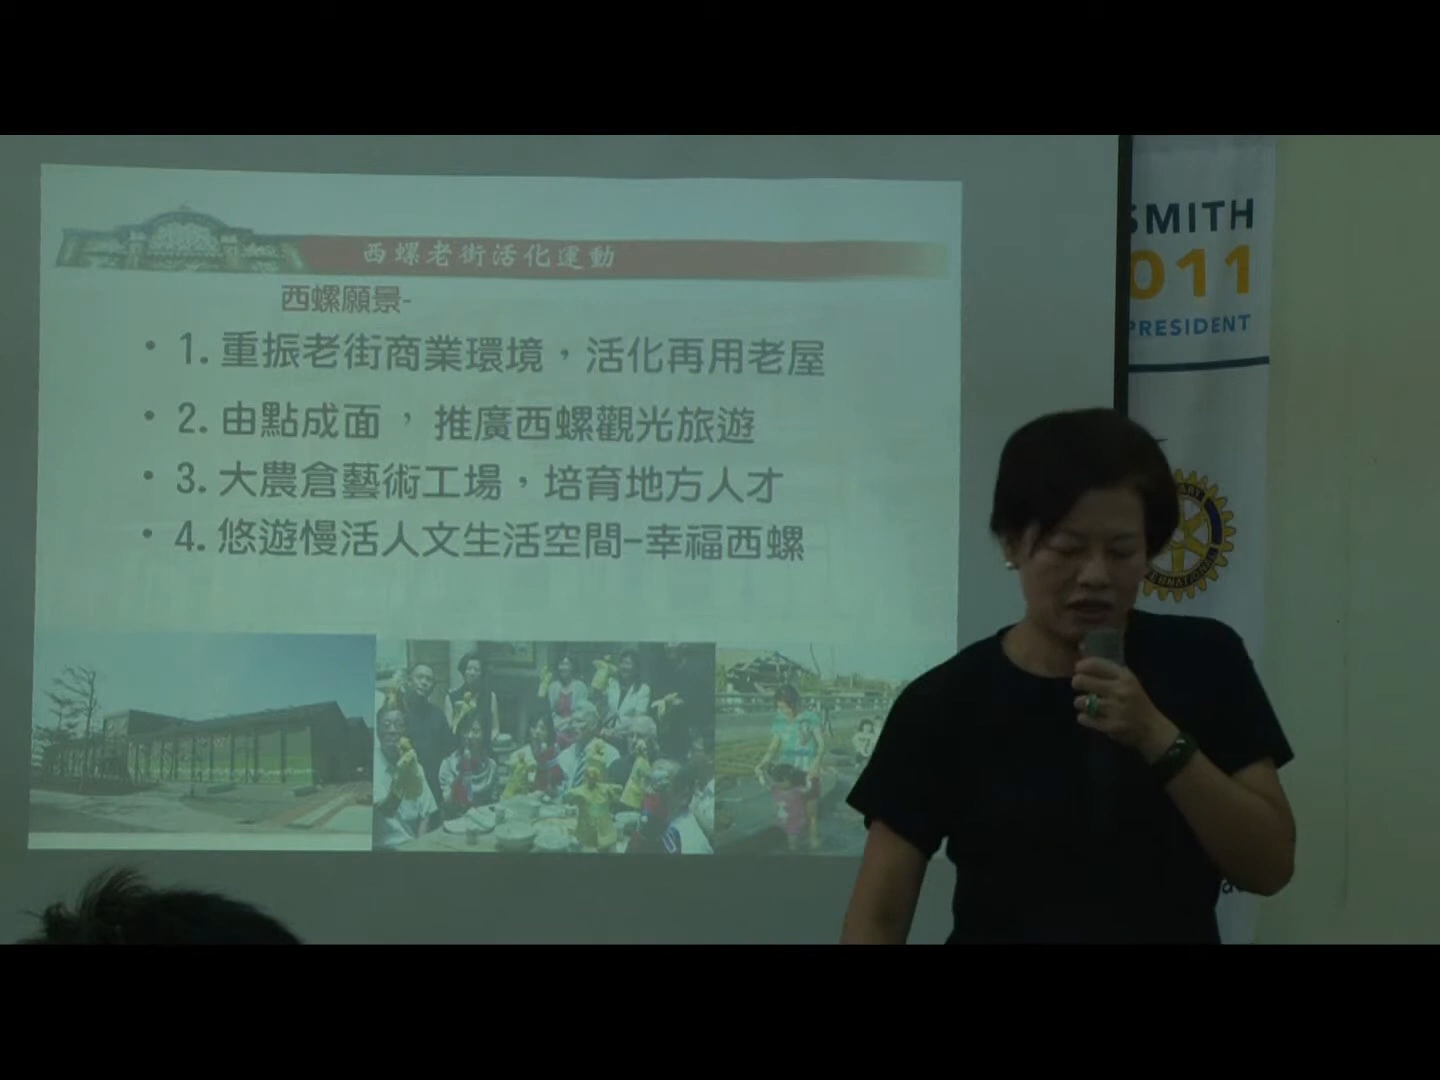 西螺老街活化運動
西螺願景-
• 1. 重振老街商業環境，活化再用老屋
• 2. 由點成面，推廣西螺觀光旅遊
• 3. 大農倉藝術工場，培育地方人才
• 4. 悠遊慢活人文生活空間-幸福西螺
SMITH
011
PRESIDENT